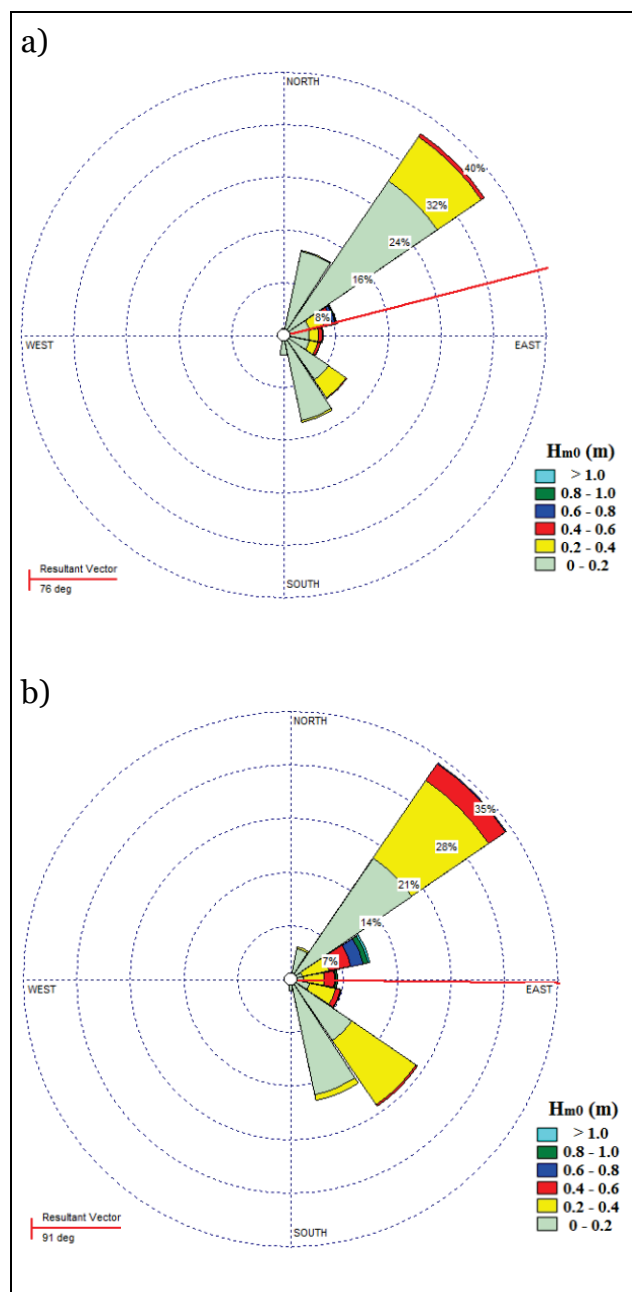 a)
NORTH
40%
32%
24%
16%
8%
WEST
EAST
Hm0 (m)
> 1.0
0.8 - 1.0
0.6 - 0.8
0.4 - 0.6
0.2 - 0.4
0 - 0.2
Resultant Vector
76 deg
SOUTH
b)
NORTH
35%
28%
21%
14%
7%
WEST
EAST
Hm0 (m)
> 1.0
0.8 - 1.0
0.6 - 0.8
0.4 - 0.6
0.2 - 0.4
0 - 0.2
Resultant Vector
91 deg
SOUTH